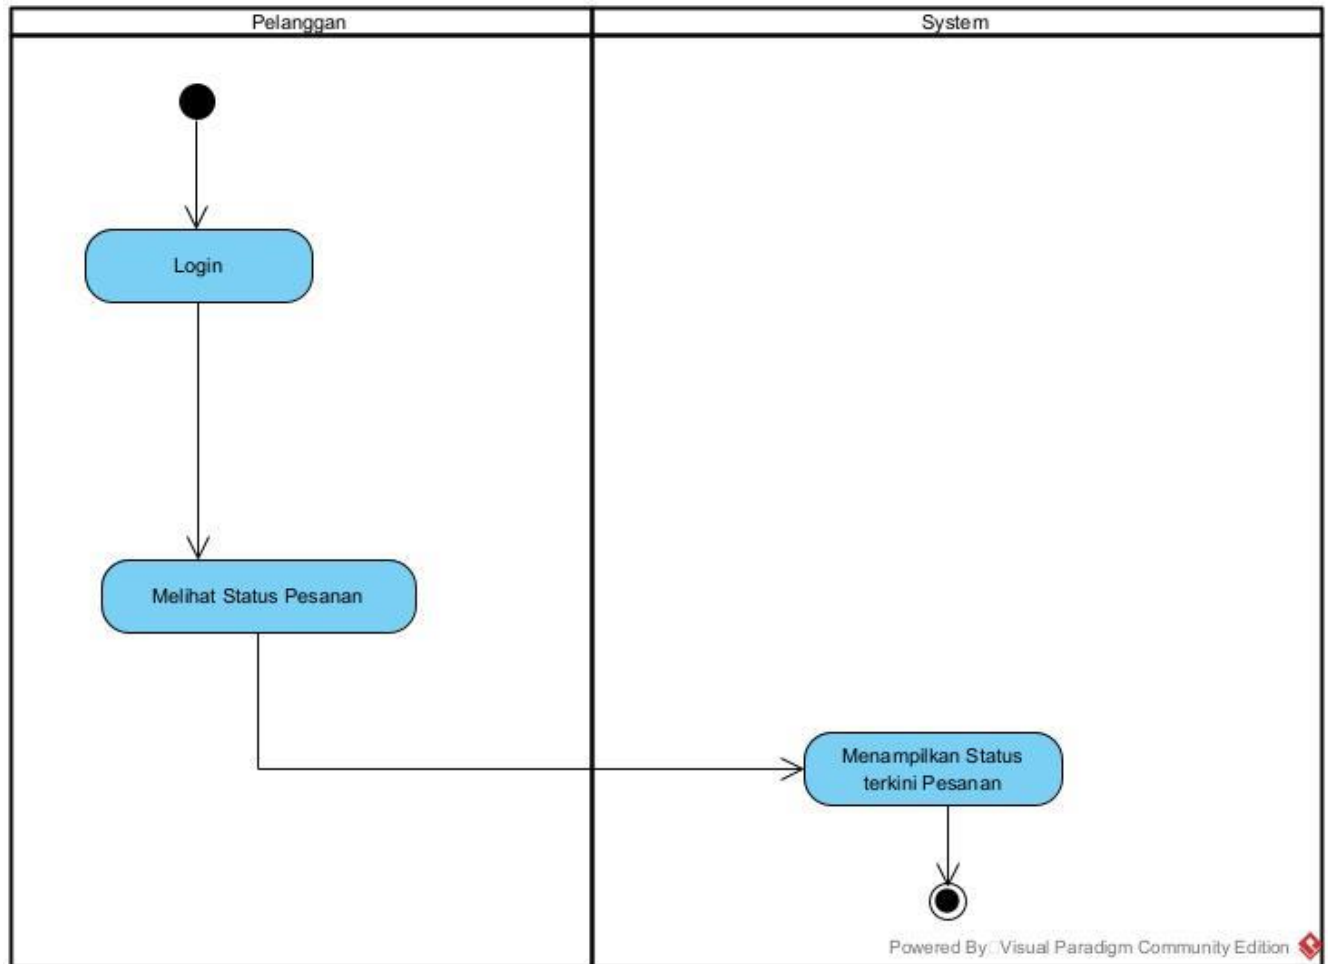 Pelanggan
System
Login
Melihat Status Pesanan
Menampilkan Status
terkini Pesanan
Powered By Visual Paradigm Community Edition